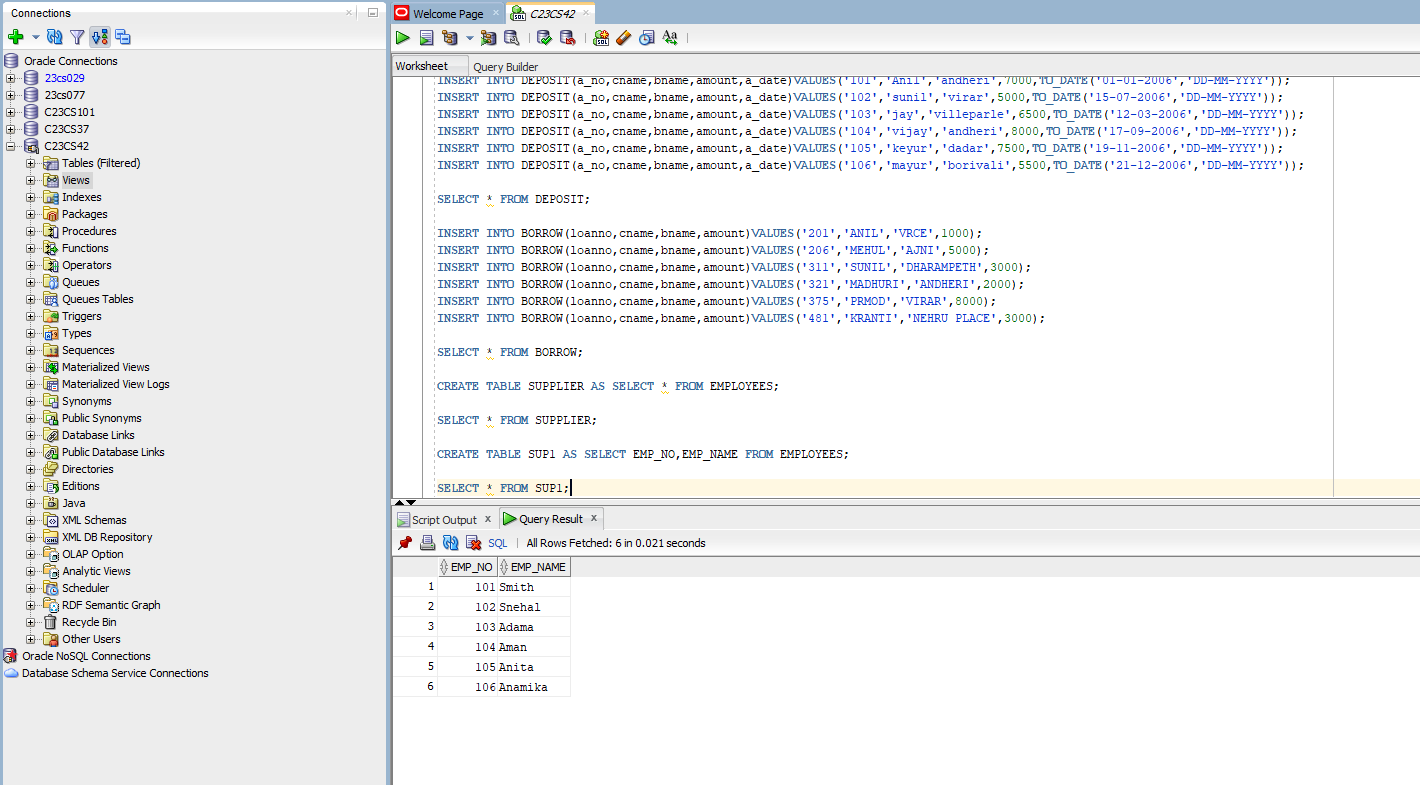 Connections
Oracle Connections
23cs029
23cs077
C23CS101
C23CS37
C23CS42
Tables (Filtered)
Views
Indexes
Packages
Procedures
Functions
Operators
Queues
Queues Tables
Triggers
Types
Sequences
Materialized Views
Materialized View Logs
Synonyms
Public Synonyms
Database Links
Public Database Links
Directories
Editions
Java
XML Schemas
XML DB Repository
OLAP Option
Analytic Views
Scheduler
RDF Semantic Graph
Recycle Bin
Other Users
Oracle NoSQL Connections
Database Schema Service Connections
Welcome Page C23CS42
Worksheet Query Builder
INSERT INTO DEPOSIT(a_no,cname,bname,amount,a_date)VALUES('101','Anil','andheri',7000,TO_DATE('01-01-2006','DD-MM-YYYY'));
INSERT INTO DEPOSIT(a_no,cname,bname,amount,a_date)VALUES('102','sunil','virar',5000,TO_DATE('15-07-2006','DD-MM-YYYY'));
INSERT INTO DEPOSIT(a_no,cname,bname,amount,a_date)VALUES('103','jay','villeparle',6500,TO_DATE('12-03-2006','DD-MM-YYYY'));
INSERT INTO DEPOSIT(a_no,cname,bname,amount,a_date)VALUES('104','vijay','andheri',8000,TO_DATE('17-09-2006','DD-MM-YYYY'));
INSERT INTO DEPOSIT(a_no,cname,bname,amount,a_date)VALUES('105','keyur','dadar',7500,TO_DATE('19-11-2006','DD-MM-YYYY'));
INSERT INTO DEPOSIT(a_no,cname,bname,amount,a_date)VALUES('106','mayur','borivali',5500,TO_DATE('21-12-2006','DD-MM-YYYY'));
SELECT * FROM DEPOSIT;
INSERT INTO BORROW(loanno,cname,bname,amount)VALUES('201','ANIL','VRCE',1000);
INSERT INTO BORROW(loanno,cname,bname,amount)VALUES('206','MEHUL','AJNI',5000);
INSERT INTO BORROW(loanno,cname,bname,amount)VALUES('311','SUNIL','DHARAMPETH',3000);
INSERT INTO BORROW(loanno,cname,bname,amount)VALUES('321','MADHURI','ANDHERI',2000);
INSERT INTO BORROW(loanno,cname,bname,amount)VALUES('375','PRMOD','VIRAR',8000);
INSERT INTO BORROW(loanno,cname,bname,amount)VALUES('481','KRANTI','NEHRU PLACE',3000);
SELECT * FROM BORROW;
CREATE TABLE SUPPLIER AS SELECT * FROM EMPLOYEES;
SELECT * FROM SUPPLIER;
CREATE TABLE SUP1 AS SELECT EMP_NO,EMP_NAME FROM EMPLOYEES;
SELECT * FROM SUP1;
Script Output x Query Result x
SQL All Rows Fetched: 6 in 0.021 seconds
EMP_NO EMP_NAME
1 101 Smith
2 102 Snehal
3 103 Adama
4 104 Aman
5 105 Anita
6 106 Anamika